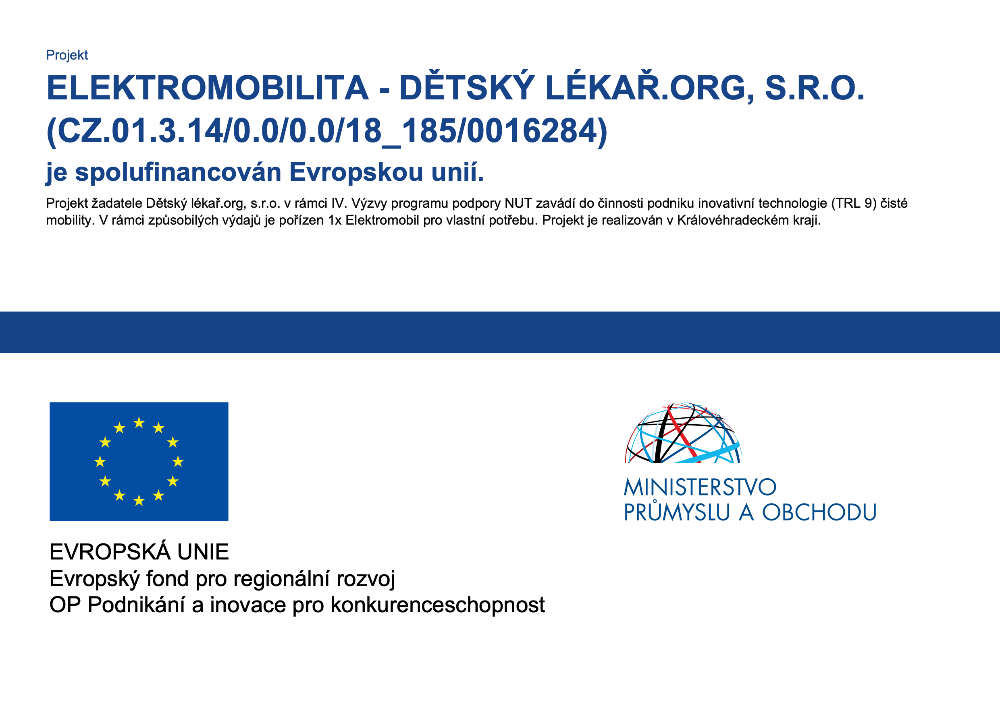 Projekt
ELEKTROMOBILITA - DĚTSKÝ LÉKAŘ.ORG, S.R.O.
(CZ.01.3.14/0.0/0.0/18_185/0016284)
je spolufinancován Evropskou unií.
Projekt žadatele Dětský lékař.org, s.r.o. v rámci IV. Výzvy programu podpory NUT zavádí do činnosti podniku inovativní technologie (TRL 9) čisté
mobility. V rámci způsobilých výdajů je pořízen 1x Elektromobil pro vlastní potřebu. Projekt je realizován v Královéhradeckém kraji.
EVROPSKÁ UNIE
Evropský fond pro regionální rozvoj
OP Podnikání a inovace pro konkurenceschopnost
MINISTERSTVO
PRŮMYSLU A OBCHODU